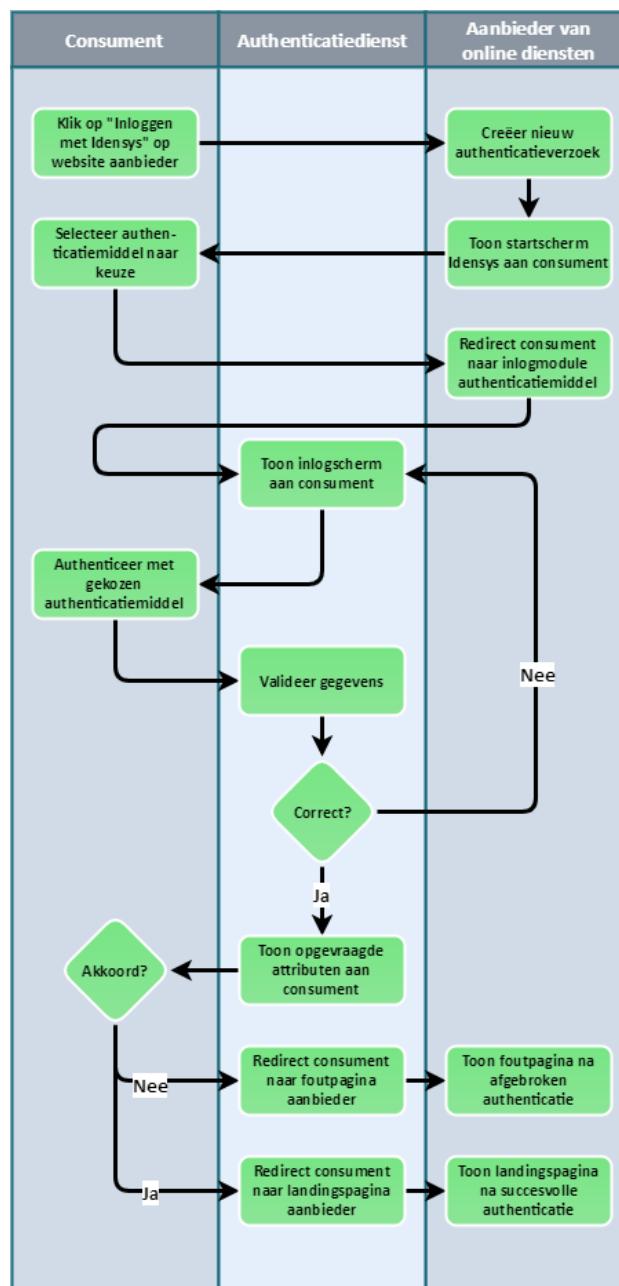 Consument
Authenticatiedienst
Aanbieder van
online diensten
Klik op "Inloggen
met Idensys" op
website aanbieder
Creëer nieuw
authenticatieverzoek
Selecteer authen-
ticatiemiddel naar
keuze
Toon startscherm
Idensys aan consument
Redirect consument
naar inlogmodule
authenticatiemiddel
Toon inlogscherm
aan consument
Authenticeer met
gekozen
authenticatiemiddel
Valideer gegevens
Nee
Correct?
Ja
Akkoord?
Toon opgevraagde
attributen aan
consument
Nee
Redirect consument
naar foutpagina
aanbieder
Toon foutpagina na
afgebroken
authenticatie
Ja
Redirect consument
naar landingspagina
aanbieder
Toon landingspagina
na succesvolle
authenticatie